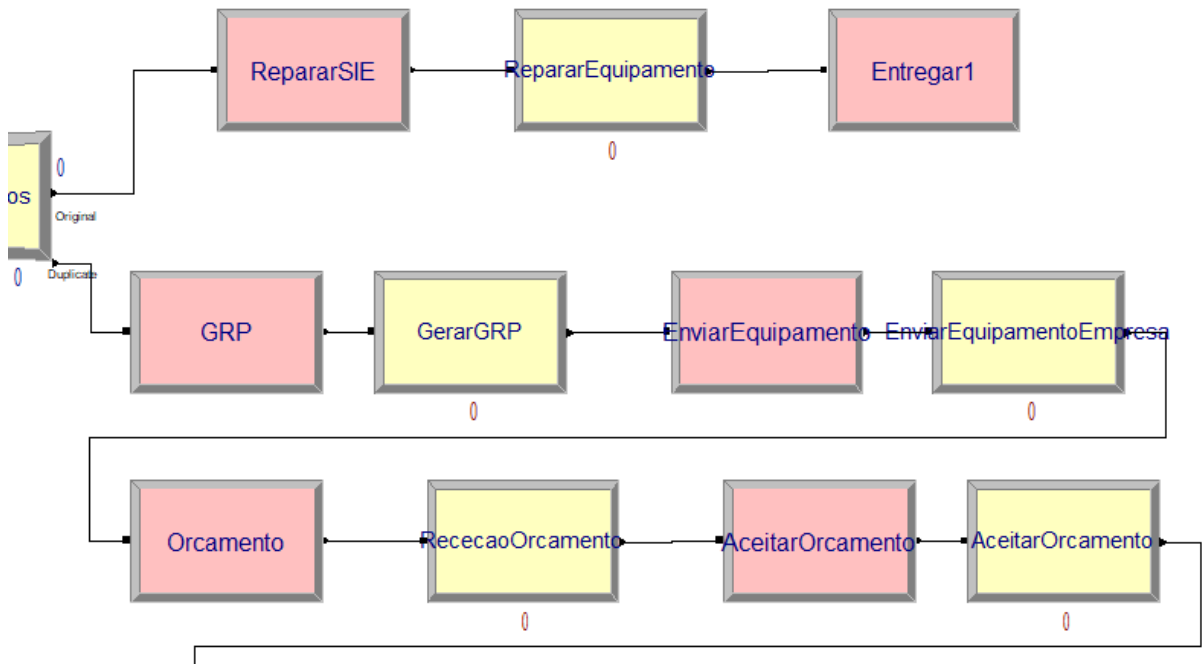 RepararSIE
RepararEquipamento
Entregar1
0
0
os
Original
0
Duplicate
GRP
GerarGRP
EnviarEquipamento
EnviarEquipamentoEmpresa
0
0
Orcamento
RececaoOrcamento
AceitarOrcamento
AceitarOrcamento
0
0